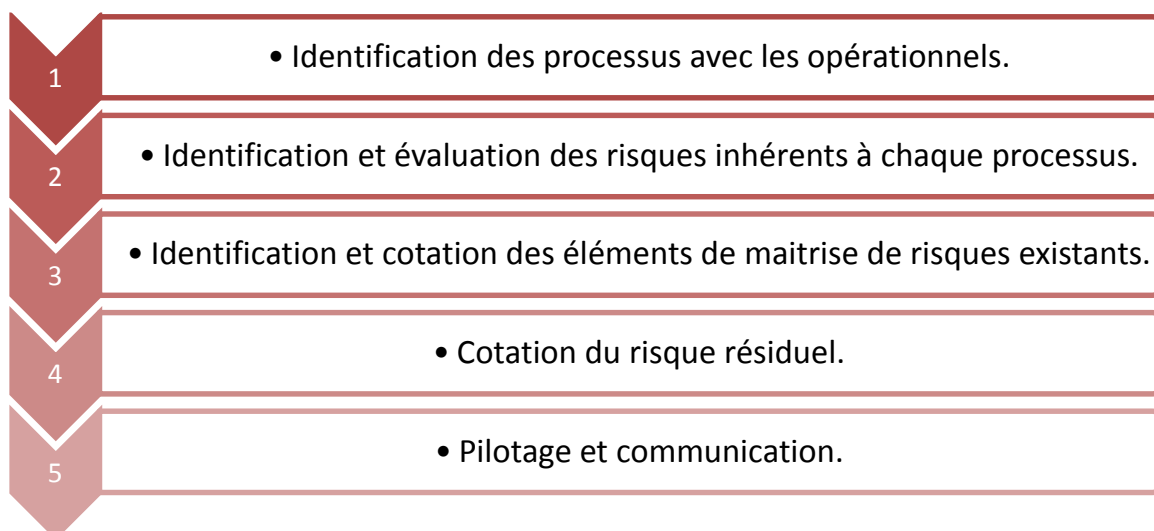 1
• Identification des processus avec les opérationnels.
2
• Identification et évaluation des risques inhérents à chaque processus.
3
• Identification et cotation des éléments de maitrise de risques existants.
4
• Cotation du risque résiduel.
5
• Pilotage et communication.